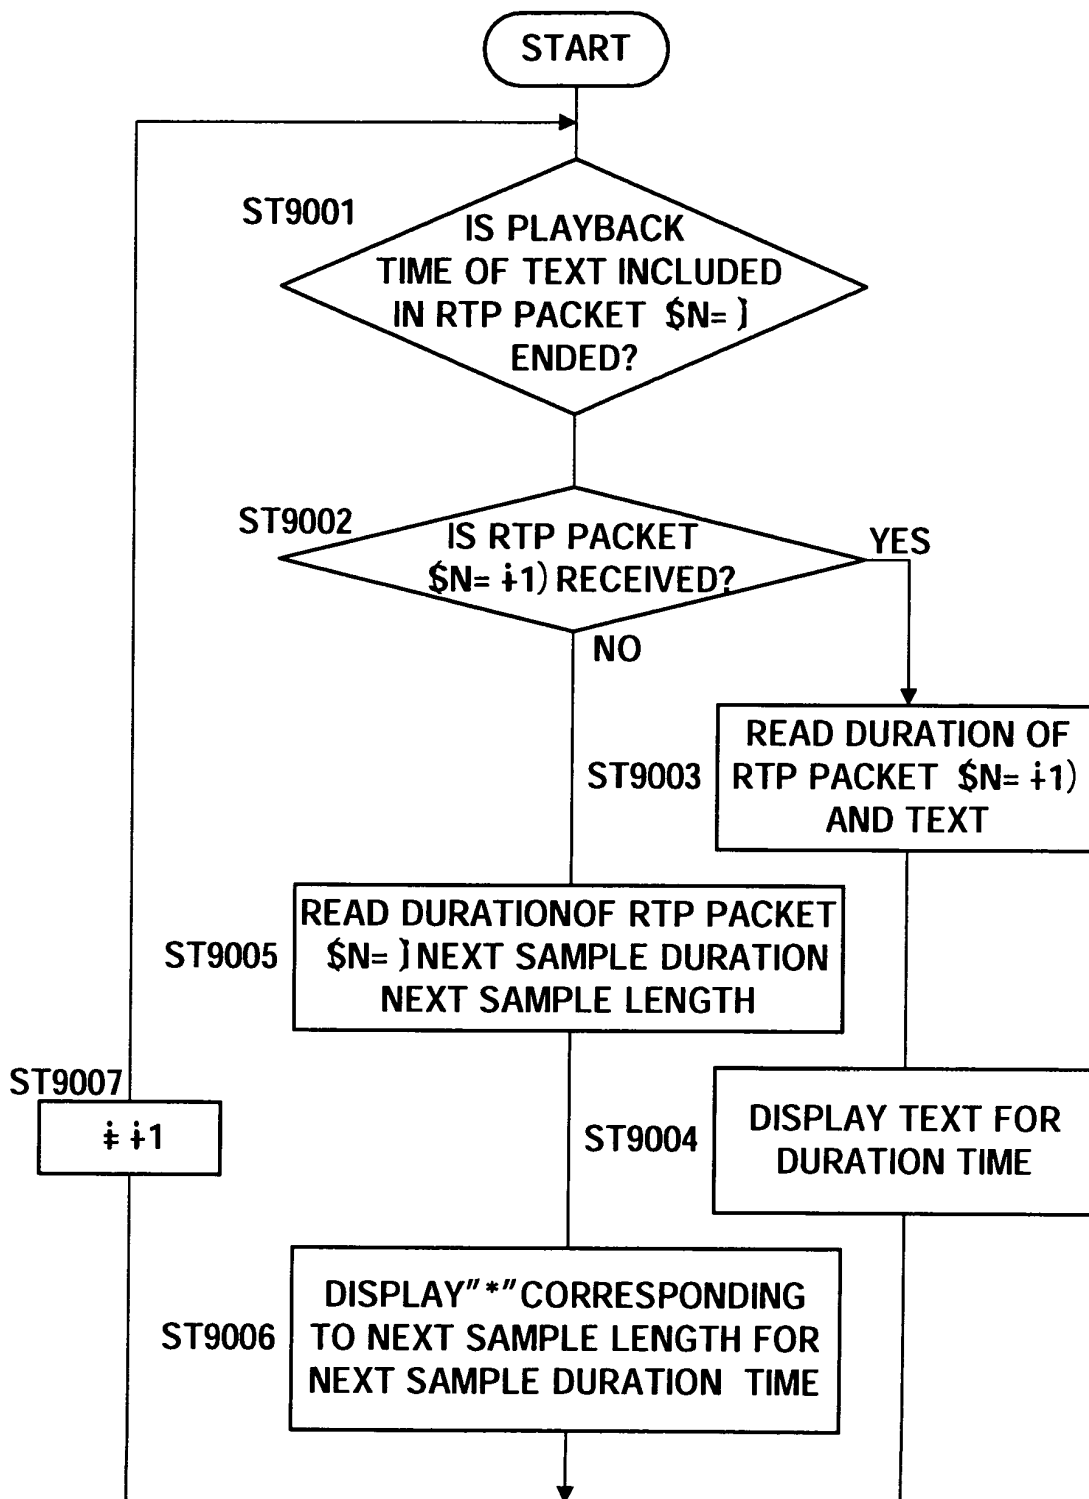 START
ST9001
IS PLAYBACK
TIME OF TEXT INCLUDED
IN RTP PACKET $N= )
ENDED?
ST9002
IS RTP PACKET
$N= i+1) RECEIVED?
YES
NO
READ DURATION OF
RTP PACKET $N= i+1)
AND TEXT
ST9003
READ DURATIONOF RTP PACKET
$N= ) NEXT SAMPLE DURATION
NEXT SAMPLE LENGTH
ST9005
ST9007
i= i+1
DISPLAY TEXT FOR
DURATION TIME
ST9004
DISPLAY"*"CORRESPONDING
TO NEXT SAMPLE LENGTH FOR
NEXT SAMPLE DURATION TIME
ST9006